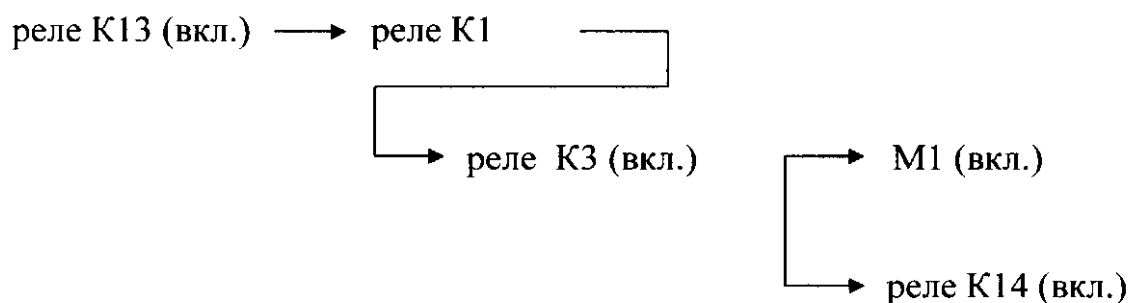 реле К13 (вкл.) реле К1
реле К3 (вкл.) М1 (вкл.)
реле К14 (вкл.)